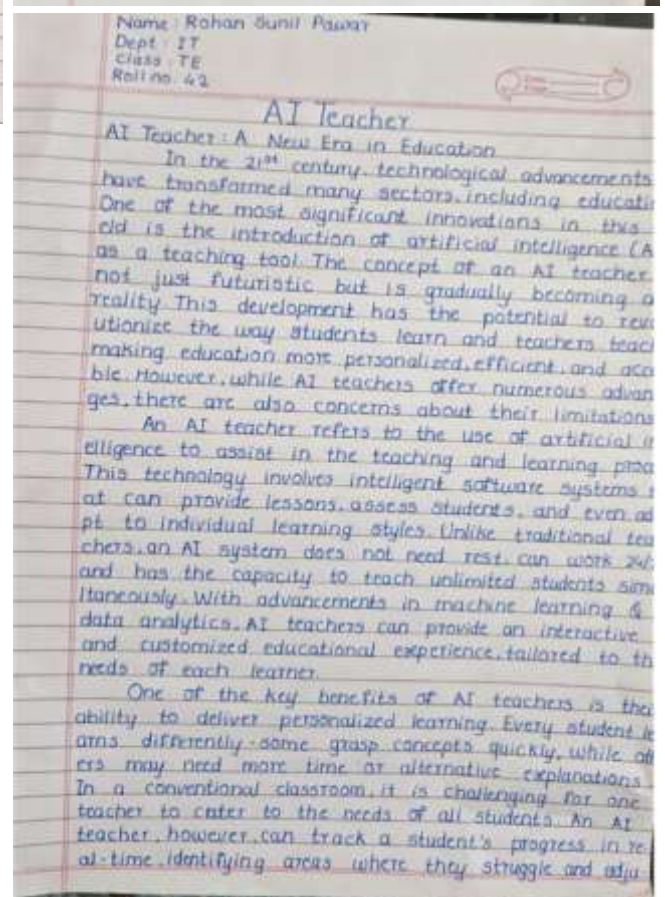 Name : Rohan Sunil Pawar
Dept : IT
Class : TE
Roll no. 42
AI Teacher
AI Teacher : A New Era in Education
In the 21st century, technological advancements
have transformed many sectors, including educati
One of the most significant innovations in this
eld is the introduction of artificial intelligence (A
as a teaching tool. The concept of an AI teacher
not just futuristic but is gradually becoming a
reality. This development has the potential to revo
utionize the way students learn and teachers teac
making education more personalized, efficient, and acc
ble. However, while AI teachers offer numerous advan
ges, there are also concerns about their limitations
An AI teacher refers to the use of artificial in
elligence to assist in the teaching and learning proc
This technology involves intelligent software systems
at can provide lessons, assess students, and even ad
pt to individual learning styles. Unlike traditional tea
chers, an AI system does not need rest, can work 24/
and has the capacity to teach unlimited students simu
ltaneously. With advancements in machine learning &
data analytics, AI teachers can provide an interactive
and customized educational experience, tailored to th
needs of each learner.
One of the key benefits of AI teachers is thei
ability to deliver personalized learning. Every student le
arns differently - some grasp concepts quickly, while oth
ers may need more time or alternative explanations
In a conventional classroom, it is challenging for one
teacher to cater to the needs of all students. An AI
teacher, however, can track a student's progress in re
al-time, identifying areas where they struggle and adju